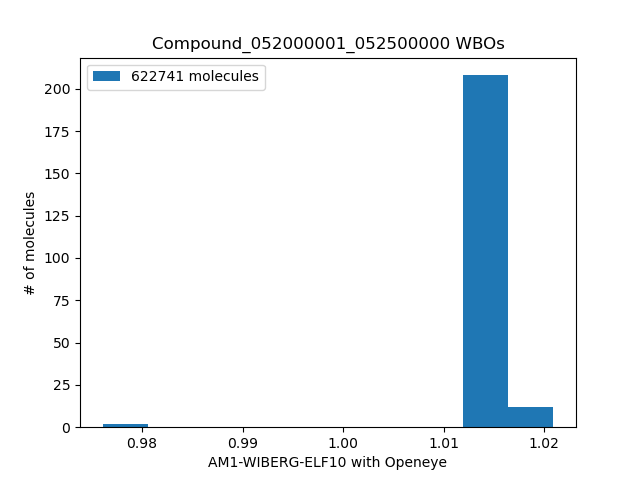 Compound_052000001_052500000 WBOs
622741 molecules
200
175
150
125
100
75
50
25
0
# of molecules
0.98 0.99 1.00 1.01 1.02
AM1-WIBERG-ELF10 with Openeye